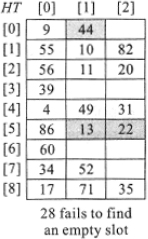 HT [0] [1] [2]
[0] 9 44
[1] 55 10 82
[2] 56 11 20
[3] 39
[4] 4 49 31
[5] 86 13 22
[6] 60
[7] 34 52
[8] 17 71 35
28 fails to find
an empty slot